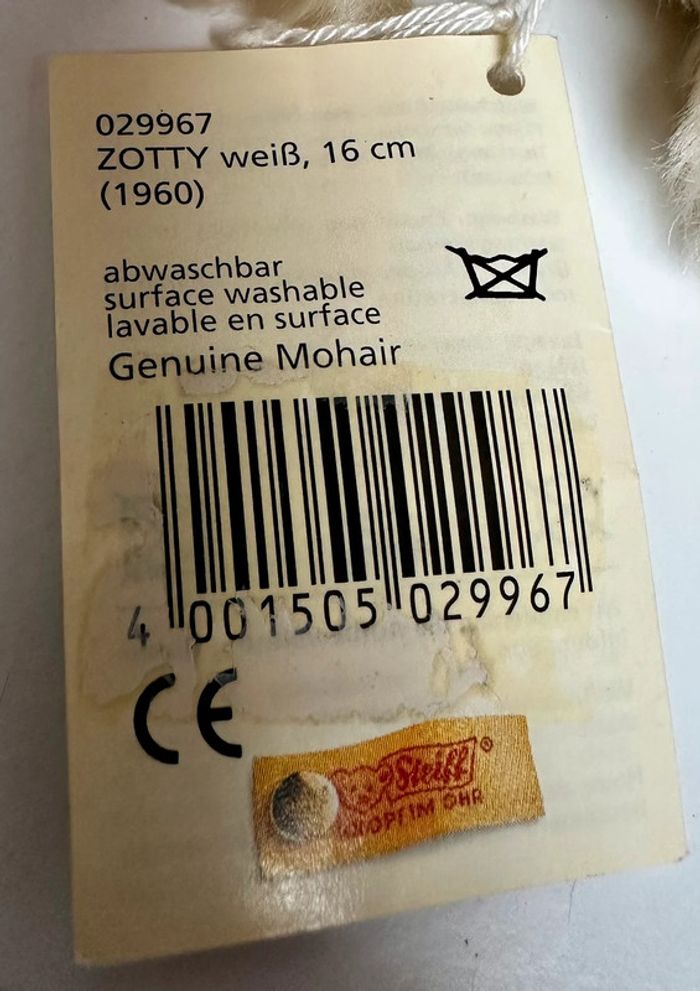 029967
ZOTTY weiß, 16 cm
(1960)
abwaschbar
surface washable
lavable en surface
Genuine Mohair
4 001505 029967
CE
Steiff ®
KNOPF IM OHR